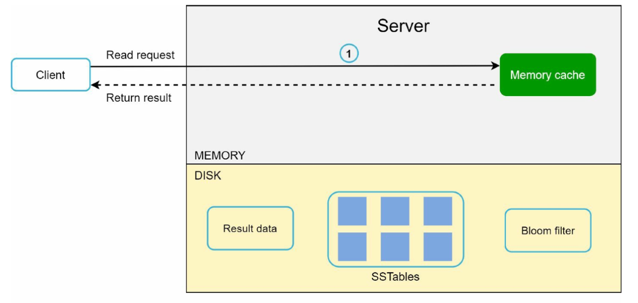 Server
Read request
1
Client
Memory cache
Return result
MEMORY
DISK
Result data
Bloom filter
SSTables